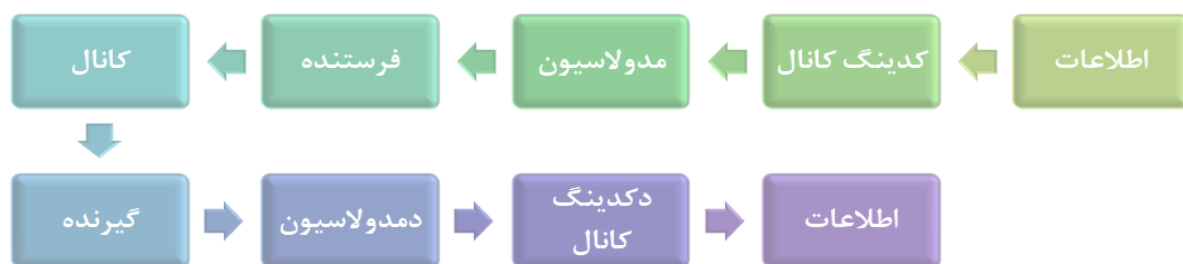 اطلاعات
کدینگ کانال
مدولاسیون
فرستنده
کانال
گیرنده
دمدولاسیون
دکدینگ
کانال
اطلاعات